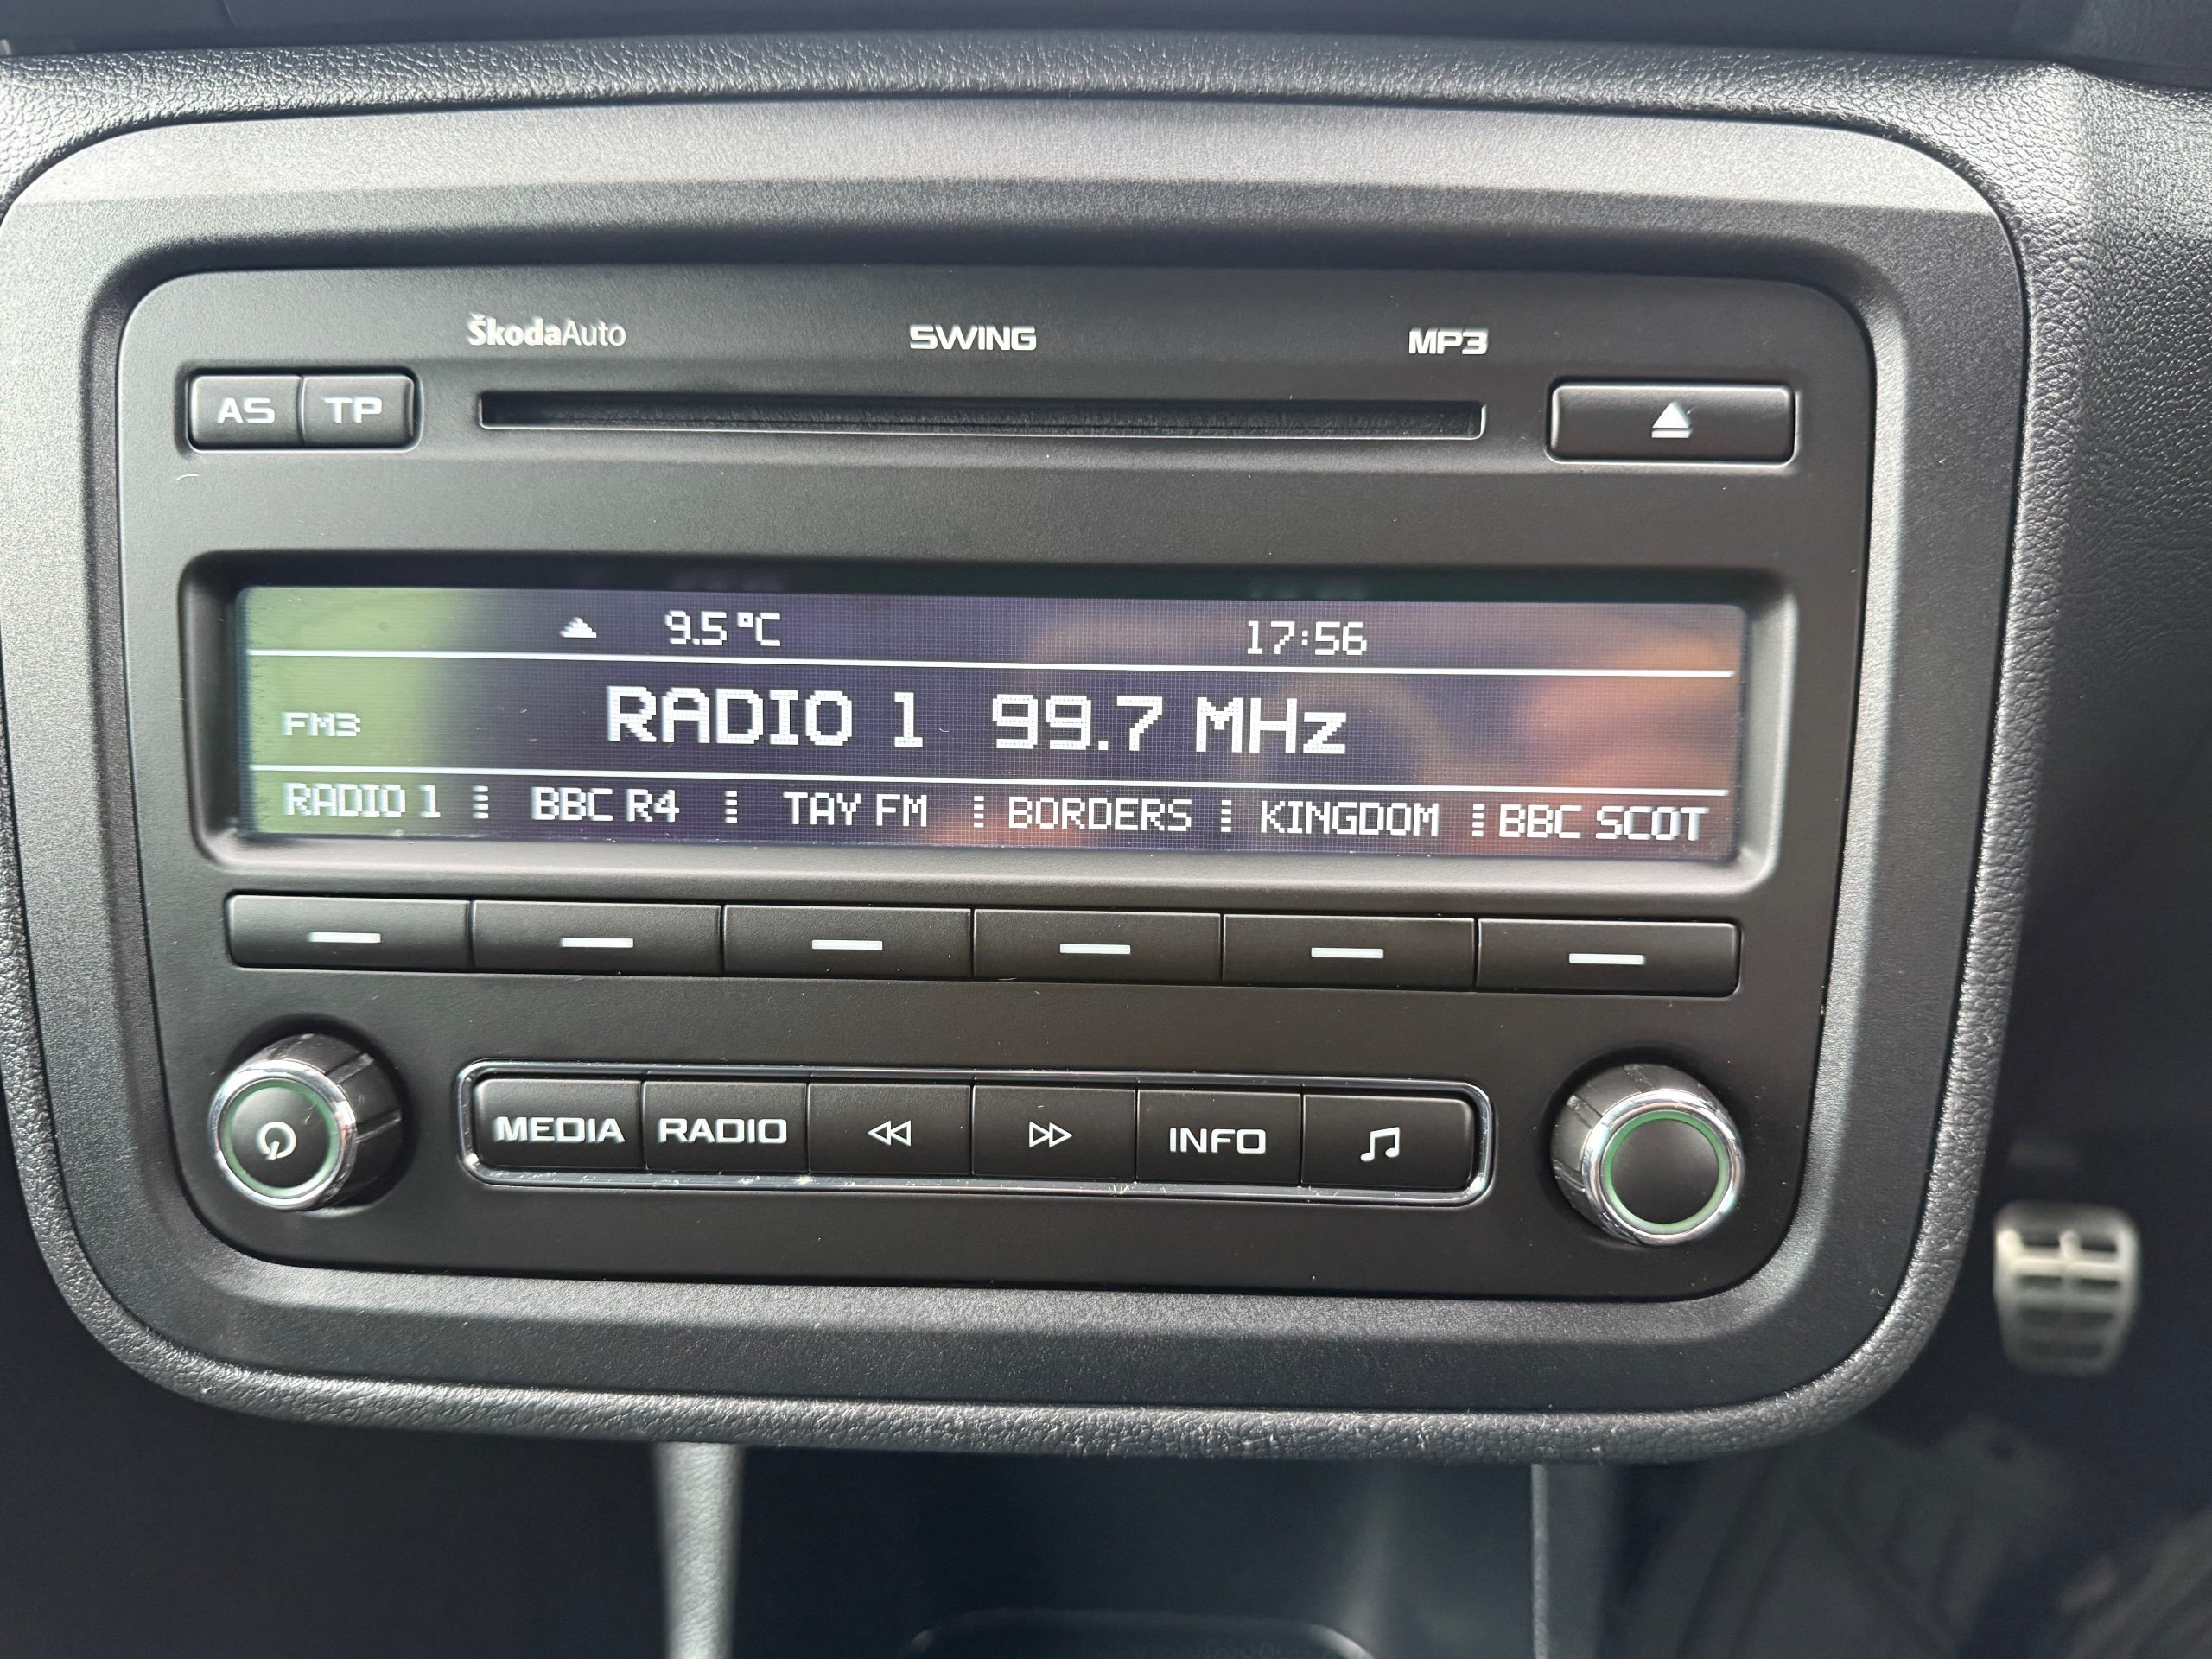 ŠkodaAuto SWING MP3
AS TP
9.5°C 17:56
FM3 RADIO 1 99.7 MHz
RADIO 1 BBC R4 TAY FM BORDERS KINGDOM BBC SCOT
MEDIA RADIO INFO